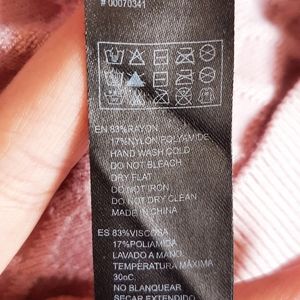 # 00070341
EN 83%RAYON
17%NYLON/POLYAMIDE
HAND WASH COLD
DO NOT BLEACH
DRY FLAT
DO NOT IRON
DO NOT DRY CLEAN
MADE IN CHINA
ES 83%VISCOSA
17%POLIAMIDA
LAVADO A MANO
TEMPERATURA MÁXIMA
30oC.
NO BLANQUEAR
SECAR EXTENDIDO